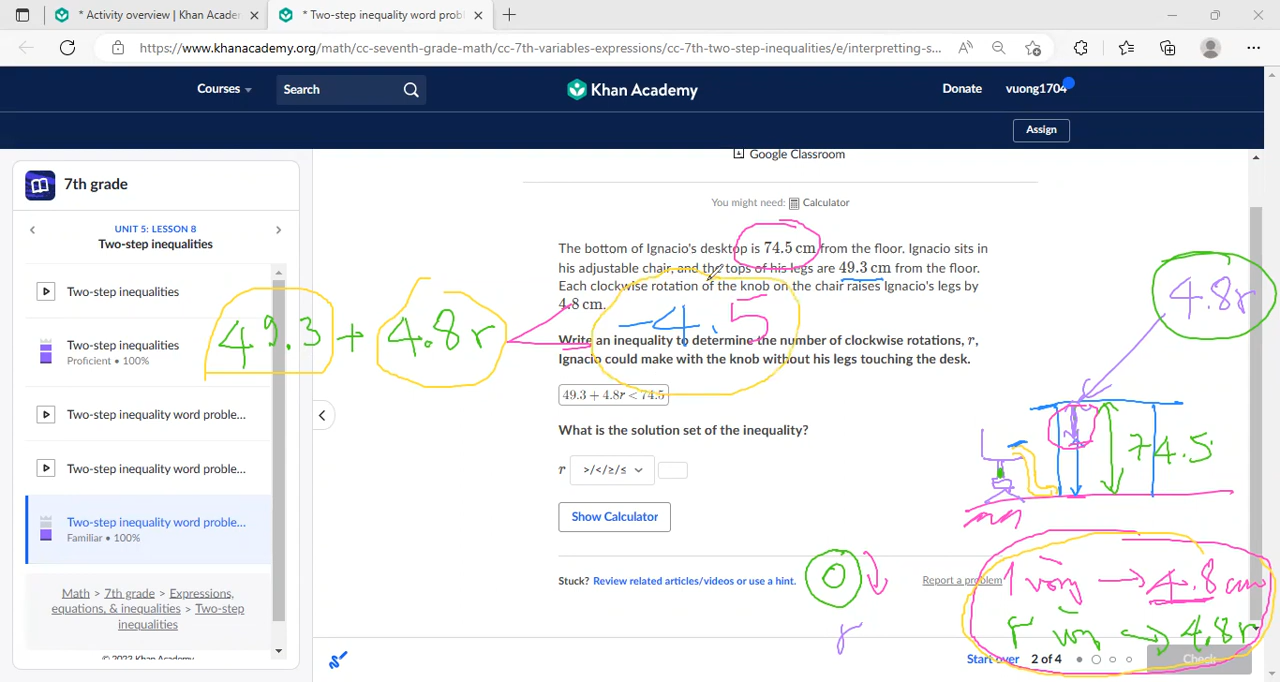 * Activity overview | Khan Acade
* Two-step inequality word probl
https://www.khanacademy.org/math/cc-seventh-grade-math/cc-7th-variables-expressions/cc-7th-two-step-inequalities/e/interpretting-s...
Courses
Search
Khan Academy
Donate
vuong1704
Assign
7th grade
UNIT 5: LESSON 8
Two-step inequalities
Two-step inequalities
Two-step inequalities
Proficient • 100%
Two-step inequality word proble...
Two-step inequality word proble...
Two-step inequality word proble...
Familiar • 100%
Math > 7th grade > Expressions,
equations, & inequalities > Two-step
inequalities
© 2023 Khan Academy
Google Classroom
You might need: Calculator
The bottom of Ignacio's desktop is 74.5 cm from the floor. Ignacio sits in
his adjustable chair, and the tops of his legs are 49.3 cm from the floor.
Each clockwise rotation of the knob on the chair raises Ignacio's legs by
4.8 cm.
Write an inequality to determine the number of clockwise rotations, r,
Ignacio could make with the knob without his legs touching the desk.
49.3 + 4.8r < 74.5
What is the solution set of the inequality?
r >/</≥/≤
Show Calculator
Stuck? Review related articles/videos or use a hint.
Report a problem
Start over
2 of 4
Check
49.3 + 4.8r <
4.8r
74.5
1 vòng → 4.8 cm
r vòng → 4.8r
r